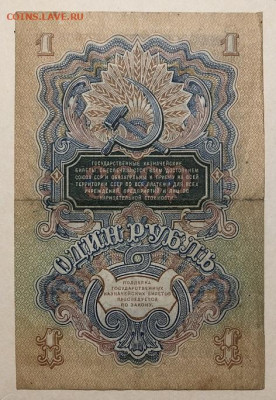 COINS.LAVE.RU
1 1
ГОСУДАРСТВЕННЫЕ КАЗНАЧЕЙСКИЕ
БИЛЕТЫ ОБЕСПЕЧИВАЮТСЯ ВСЕМ ДОСТОЯНИЕМ
СОЮЗА ССР И ОБЯЗАТЕЛЬНЫ К ПРИЕМУ НА ВСЕЙ
ТЕРРИТОРИИ СССР ВО ВСЕ ПЛАТЕЖИ ДЛЯ ВСЕХ
УЧРЕЖДЕНИЙ, ПРЕДПРИЯТИЙ И ЛИЦ ПО
НАРИЦАТЕЛЬНОЙ СТОИМОСТИ
ОДИН РУБЛЬ
ПОДДЕЛКА
ГОСУДАРСТВЕННЫХ
КАЗНАЧЕЙСКИХ БИЛЕТОВ
ПРЕСЛЕДУЕТСЯ
ПО ЗАКОНУ.
1 1